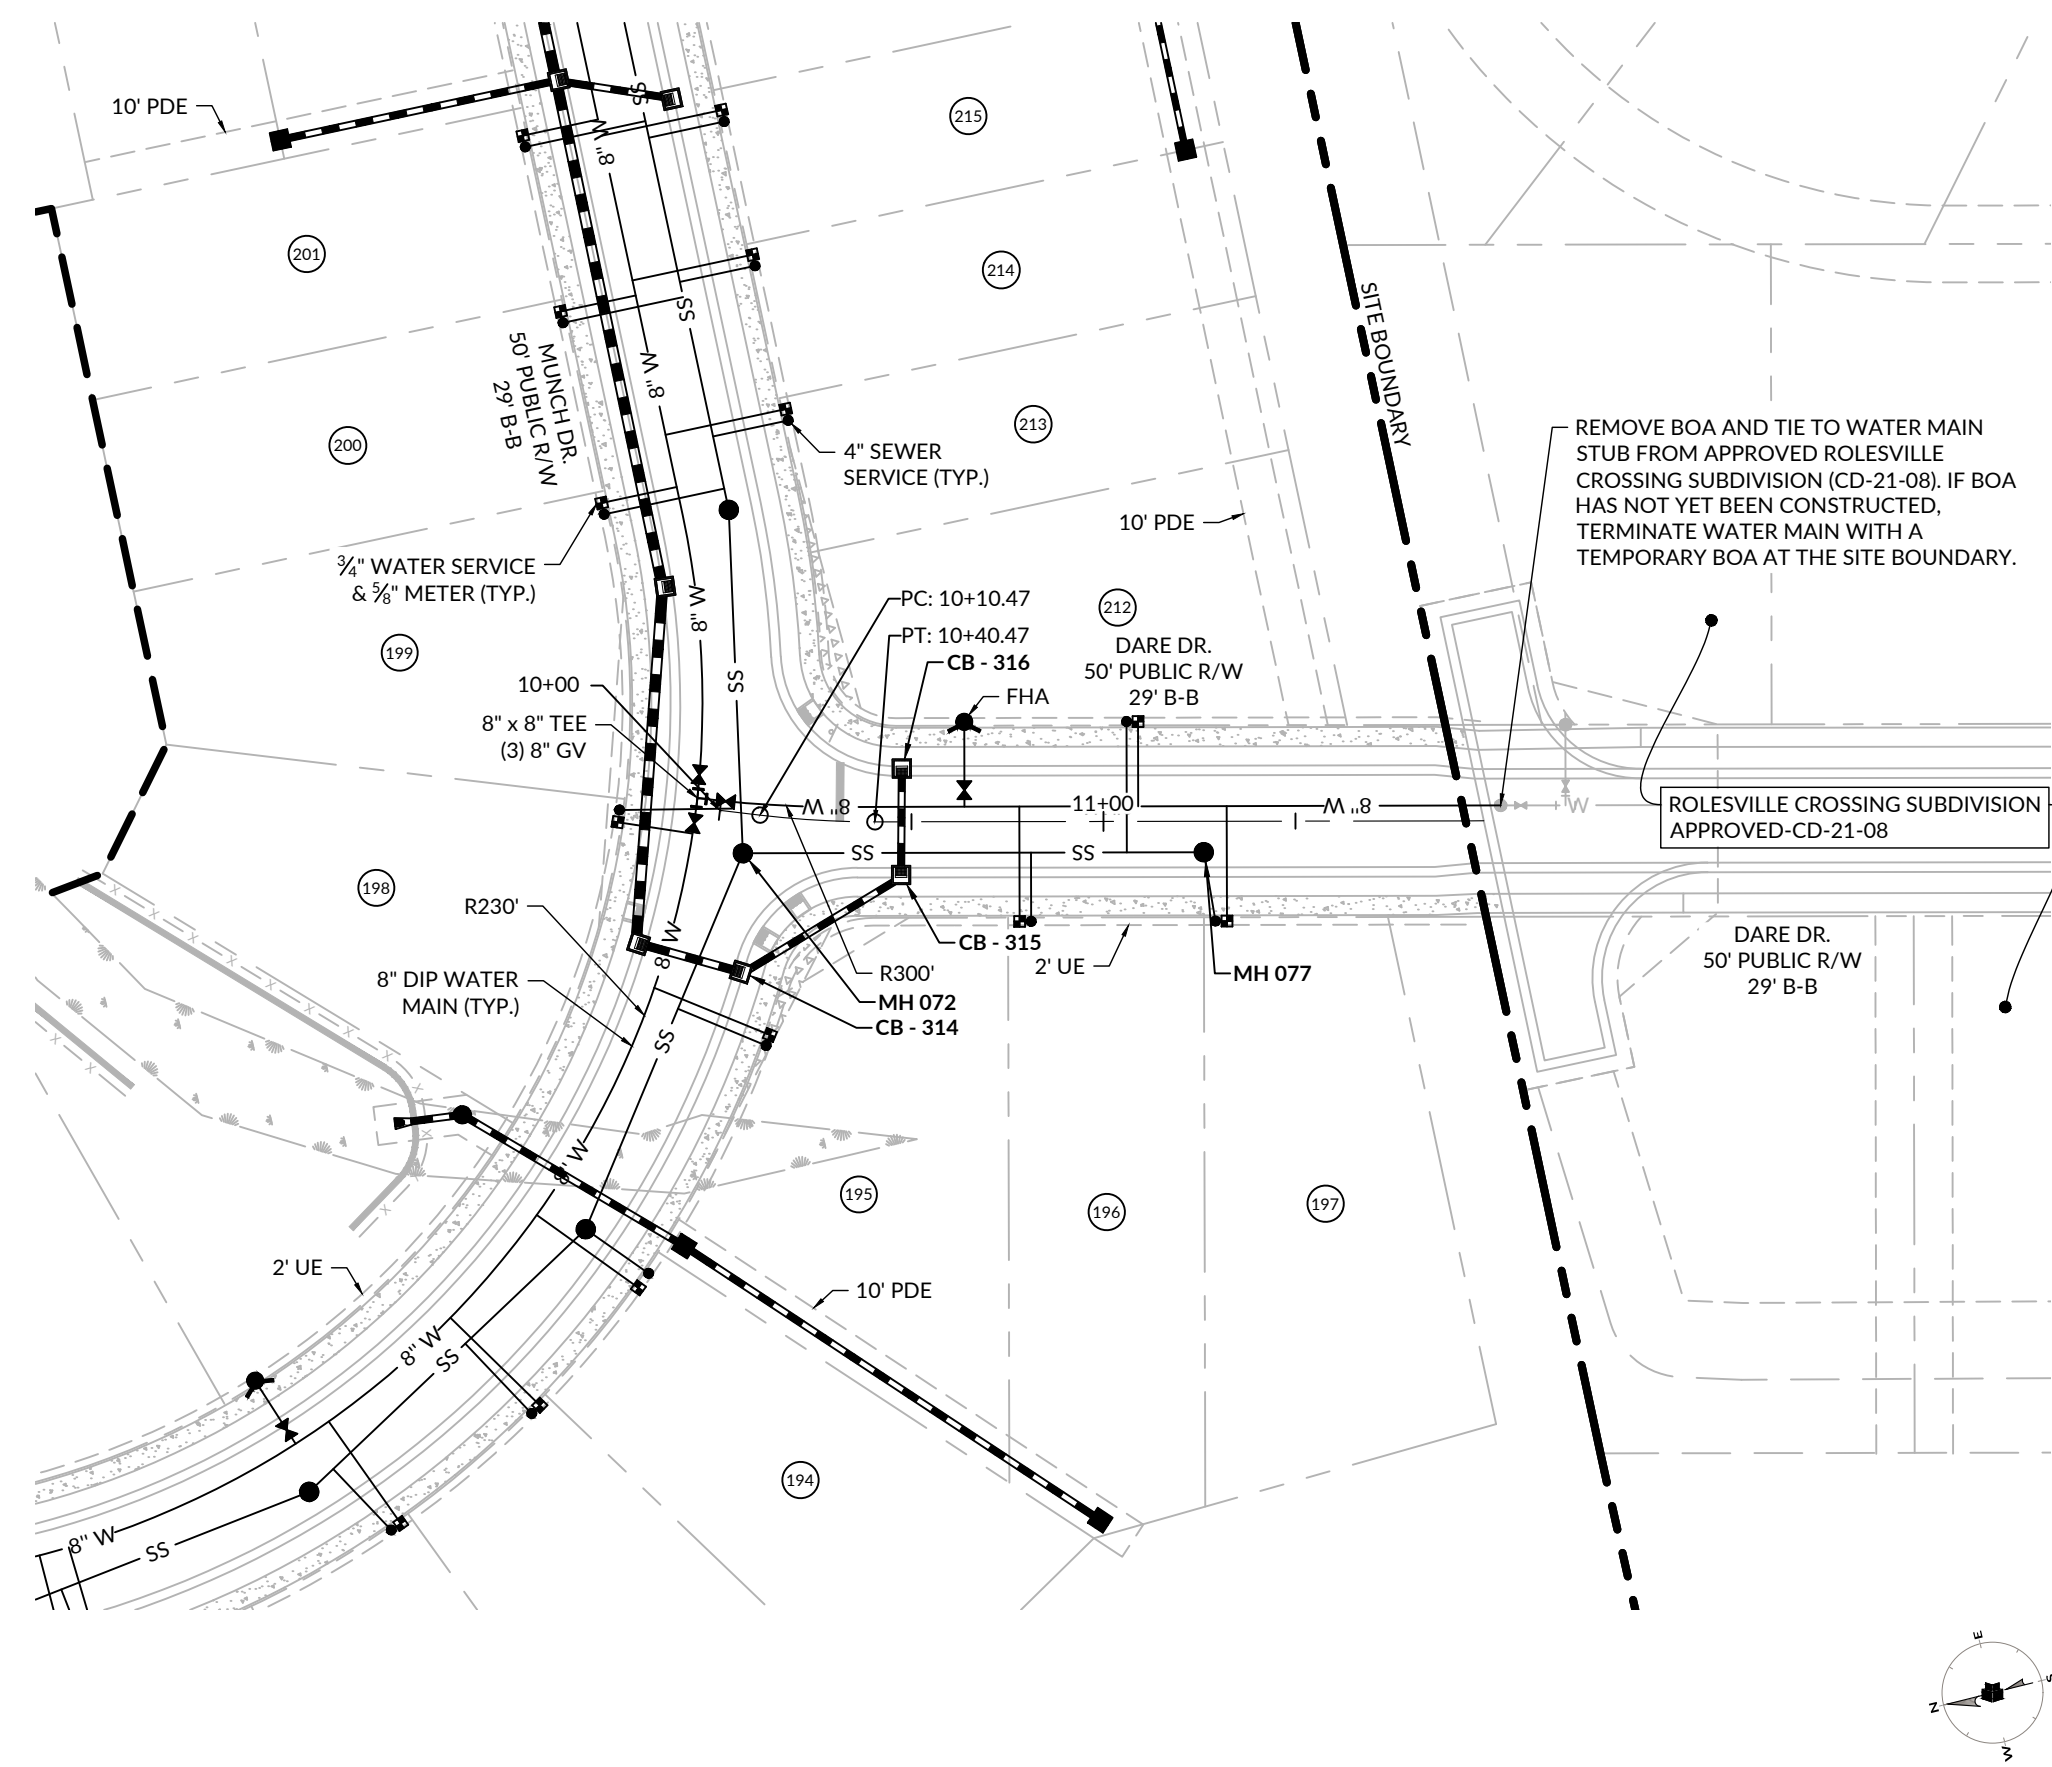 10' PDE
SS
8" W
215
201
214
SS
SITE BOUNDARY
MUNCH DR.
50' PUBLIC R/W
29' B-B
8" W
200
213
4" SEWER
SERVICE (TYP.)
REMOVE BOA AND TIE TO WATER MAIN
STUB FROM APPROVED ROLESVILLE
CROSSING SUBDIVISION (CD-21-08). IF BOA
HAS NOT YET BEEN CONSTRUCTED,
TERMINATE WATER MAIN WITH A
TEMPORARY BOA AT THE SITE BOUNDARY.
10' PDE
¾" WATER SERVICE
& ⅝" METER (TYP.)
8" W
PC: 10+10.47
PT: 10+40.47
CB - 316
212
DARE DR.
50' PUBLIC R/W
29' B-B
199
SS
10+00
FHA
8" x 8" TEE
(3) 8" GV
8" W
11+00
8" W
W
ROLESVILLE CROSSING SUBDIVISION
APPROVED-CD-21-08
SS
SS
198
R230'
8" W
CB - 315
2' UE
R300'
MH 077
DARE DR.
50' PUBLIC R/W
29' B-B
8" DIP WATER
MAIN (TYP.)
MH 072
CB - 314
SS
8" W
195
196
197
2' UE
10' PDE
8" W
SS
194
8" W
SS
E
S
N
W